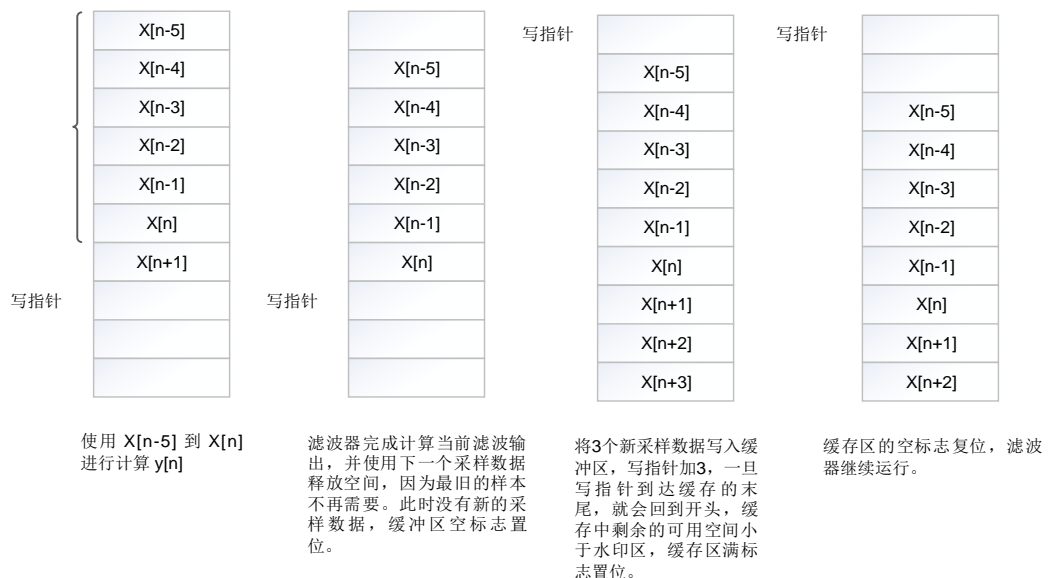 X[n-5]
X[n-4]
X[n-3]
X[n-2]
X[n-1]
X[n]
X[n+1]
写指针
使用 X[n-5] 到 X[n]
进行计算 y[n]
X[n-5]
X[n-4]
X[n-3]
X[n-2]
X[n-1]
X[n]
写指针
滤波器完成计算当前滤波输
出，并使用下一个采样数据
释放空间，因为最旧的样本
不再需要。此时没有新的采
样数据，缓冲区空标志置
位。
写指针
X[n-5]
X[n-4]
X[n-3]
X[n-2]
X[n-1]
X[n]
X[n+1]
X[n+2]
X[n+3]
将3个新采样数据写入缓
冲区，写指针加3，一旦
写指针到达缓存的末
尾，就会回到开头，缓
存中剩余的可用空间小
于水印区，缓存区满标
志置位。
写指针
X[n-5]
X[n-4]
X[n-3]
X[n-2]
X[n-1]
X[n]
X[n+1]
X[n+2]
缓存区的空标志复位，滤波
器继续运行。